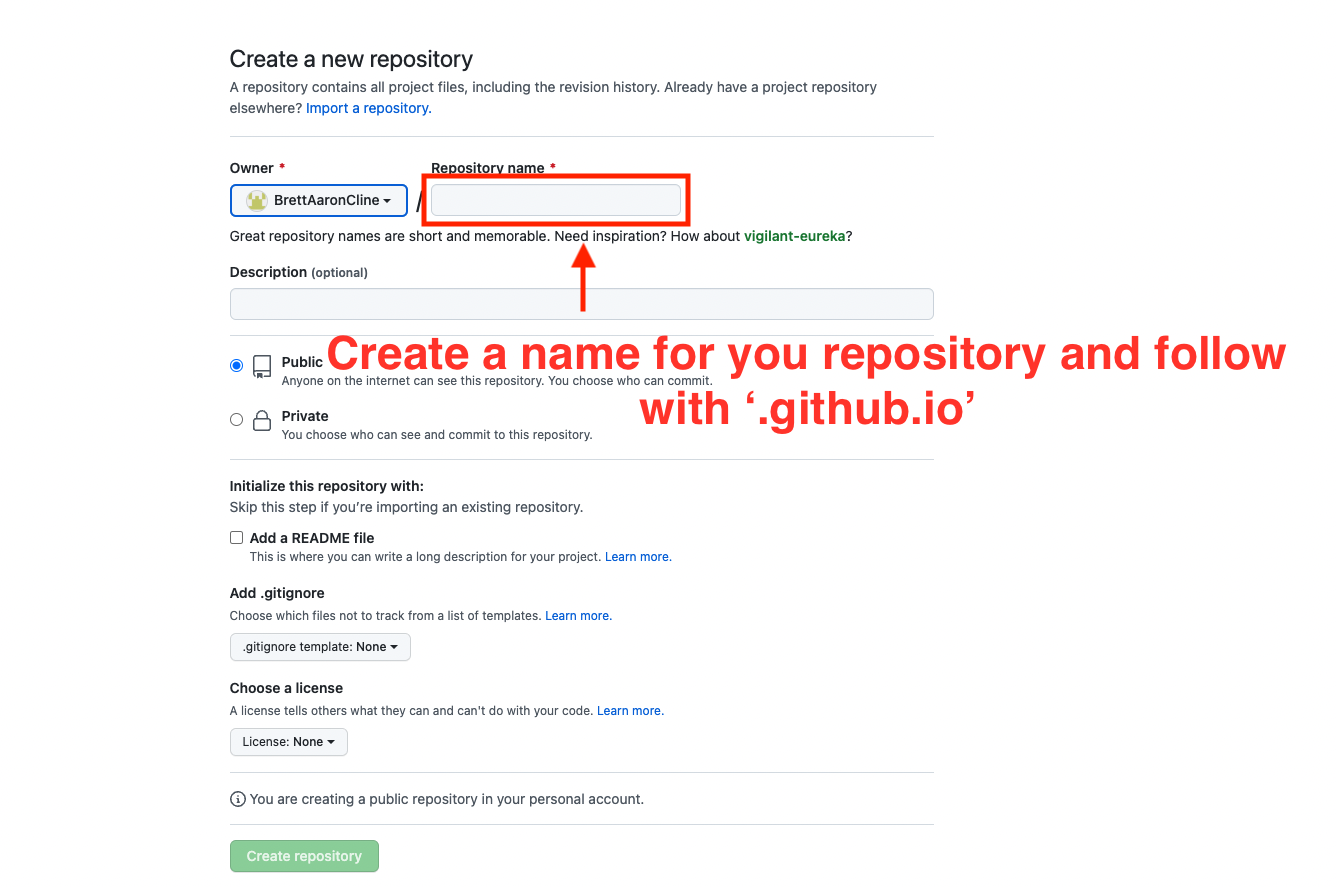 Create a new repository
A repository contains all project files, including the revision history. Already have a project repository
elsewhere? Import a repository.
Owner *
Repository name *
BrettAaronCline
/
Great repository names are short and memorable. Need inspiration? How about vigilant-eureka?
Description (optional)
Create a name for you repository and follow
with ‘.github.io’
Public
Anyone on the internet can see this repository. You choose who can commit.
Private
You choose who can see and commit to this repository.
Initialize this repository with:
Skip this step if you’re importing an existing repository.
Add a README file
This is where you can write a long description for your project. Learn more.
Add .gitignore
Choose which files not to track from a list of templates. Learn more.
.gitignore template: None
Choose a license
A license tells others what they can and can't do with your code. Learn more.
License: None
You are creating a public repository in your personal account.
Create repository